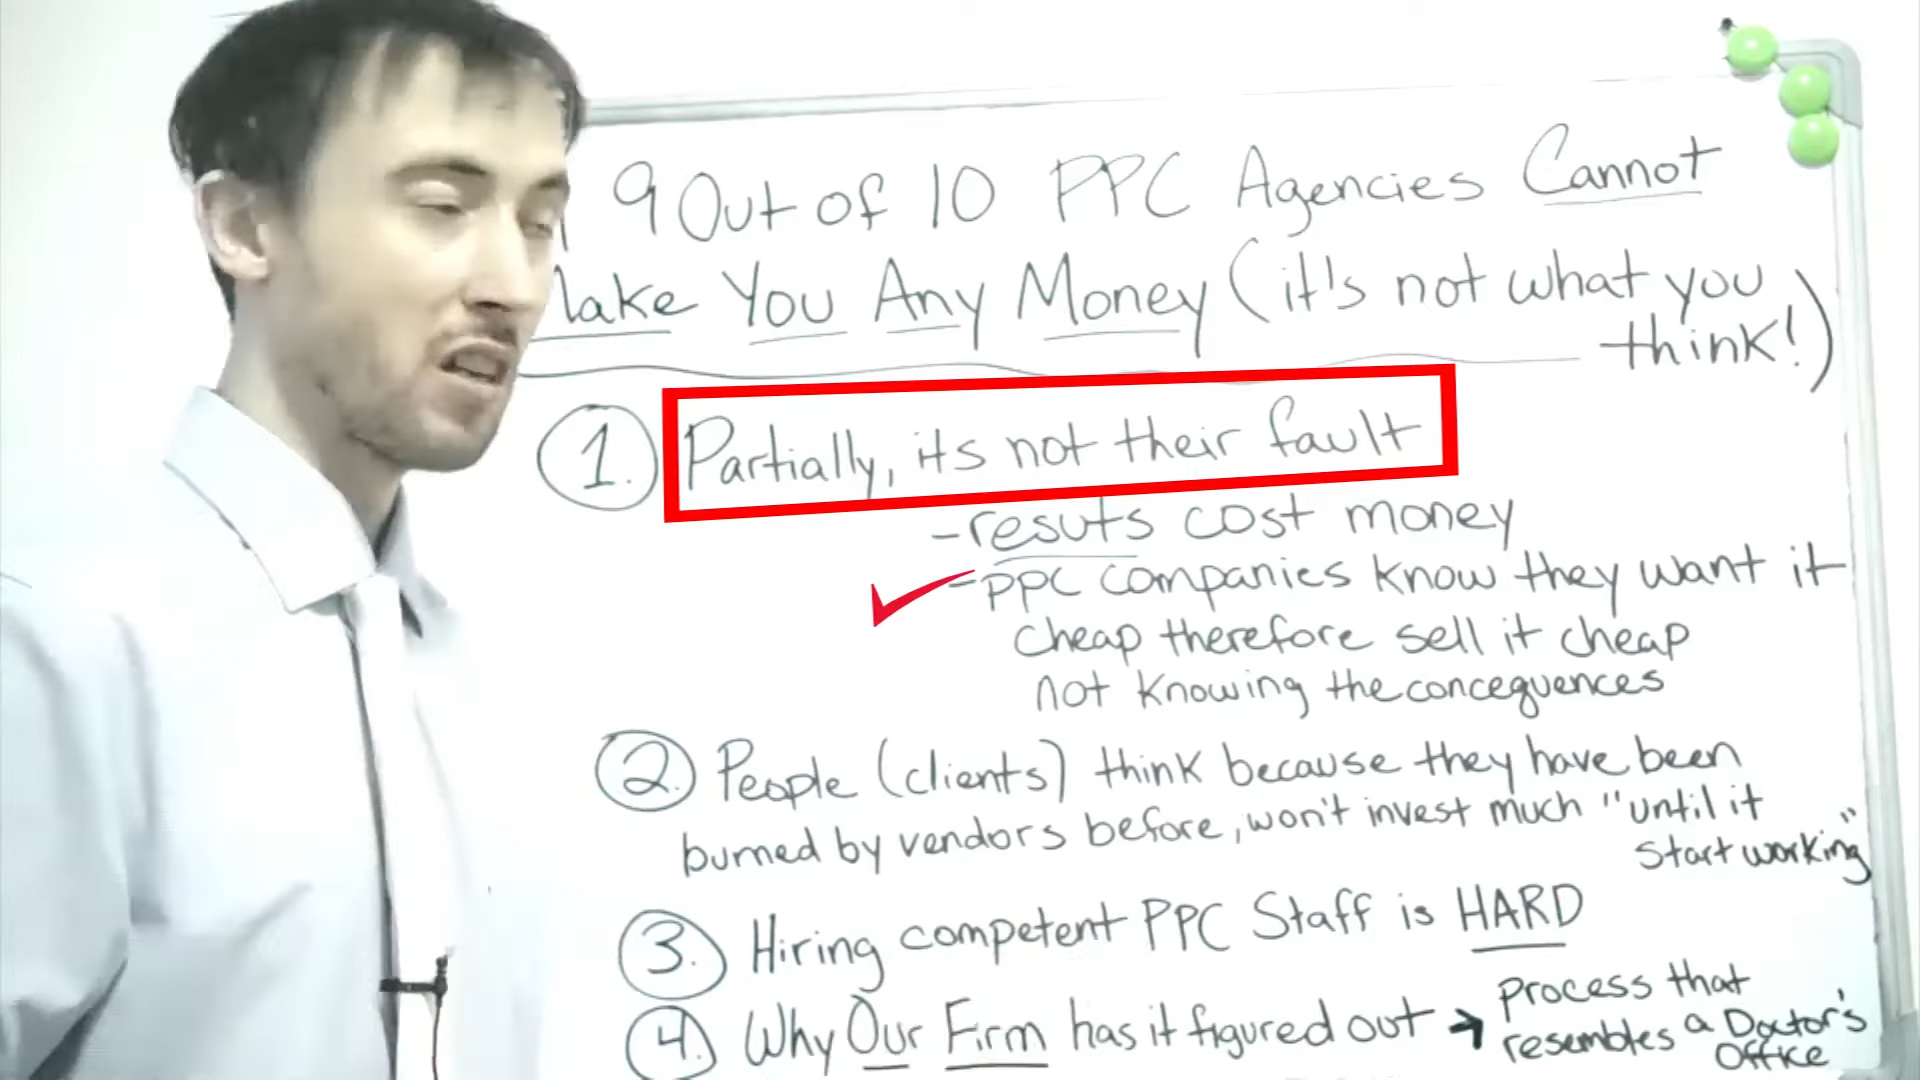 9 Out of 10 PPC Agencies Cannot
Make You Any Money (it's not what you
think!)
1. Partially, its not their fault
- resuts cost money
- PPC companies know they want it
cheap therefore sell it cheap
not knowing the concequences
2. People (clients) think because they have been
burned by vendors before, won't invest much "until it
start working"
3. Hiring competent PPC Staff is HARD
4. Why Our Firm has it figured out → process that
resembles a Doctor's
Office